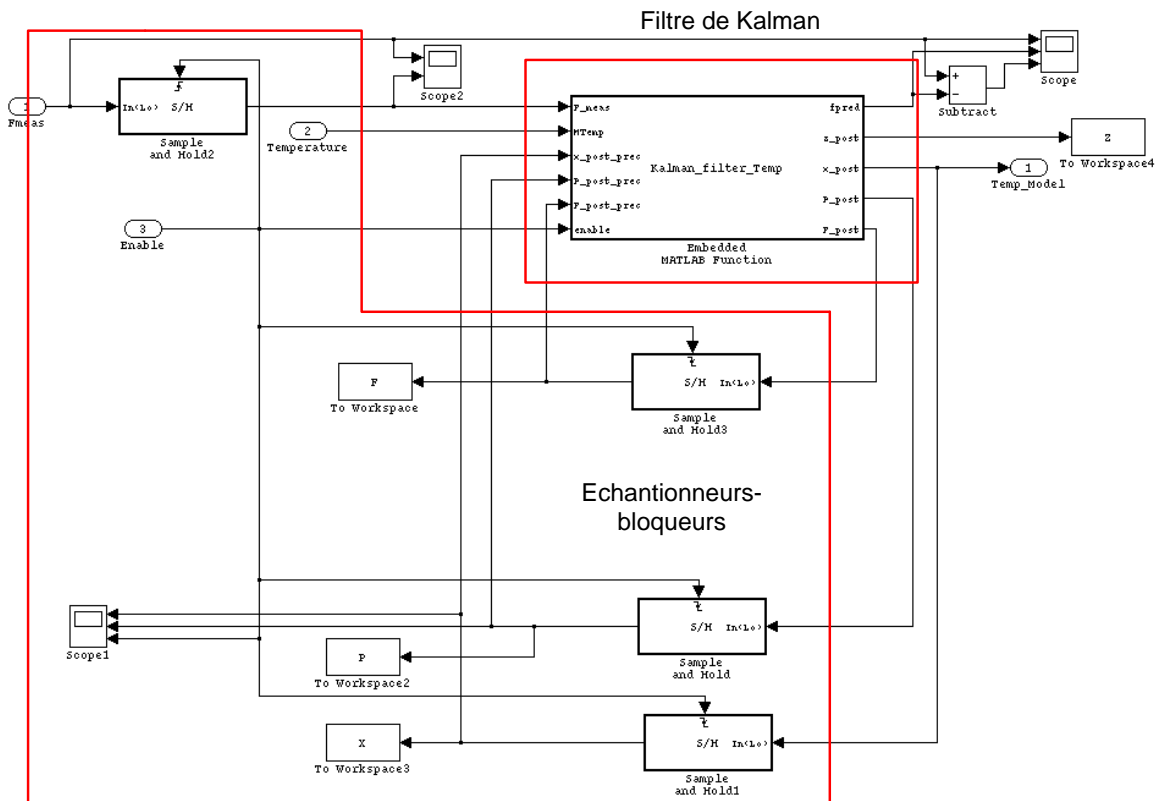 Filtre de Kalman
1
Fmeas
In<Lo>
S/H
Sample
and Hold2
Scope2
2
Temperature
3
Enable
F_meas
MTemp
x_post_prec
P_post_prec
F_post_prec
enable
Kalman_filter_Temp
fpred
z_post
x_post
P_post
F_post
Embedded
MATLAB Function
+
−
Subtract
Scope
Z
To Workspace4
1
Temp_Model
F
To Workspace
S/H
In<Lo>
Sample
and Hold3
Echantionneurs-
bloqueurs
Scope1
P
To Workspace2
S/H
In<Lo>
Sample
and Hold
X
To Workspace3
S/H
In<Lo>
Sample
and Hold1